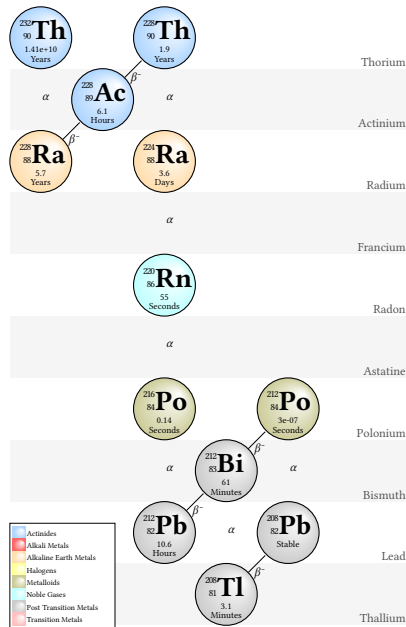 232 90 Th 1.41e+10 Years
228 90 Th 1.9 Years
Thorium
β-
α
228 89 Ac 6.1 Hours
α
Actinium
β-
228 88 Ra 5.7 Years
224 88 Ra 3.6 Days
Radium
α
Francium
220 86 Rn 55 Seconds
Radon
α
Astatine
216 84 Po 0.14 Seconds
212 84 Po 3e-07 Seconds
Polonium
β-
α
212 83 Bi 61 Minutes
α
Bismuth
β-
212 82 Pb 10.6 Hours
α
208 82 Pb Stable
Lead
β-
208 81 Tl 3.1 Minutes
Thallium
Actinides
Alkali Metals
Alkaline Earth Metals
Halogens
Metalloids
Noble Gases
Post Transition Metals
Transition Metals